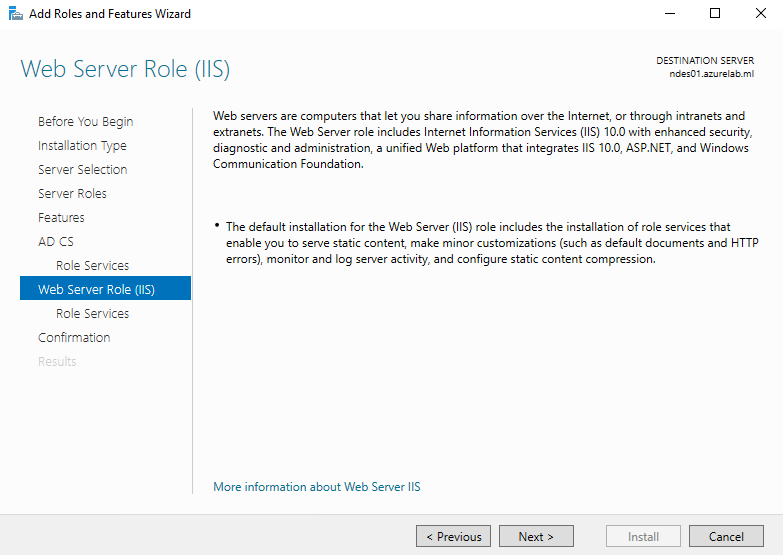 Add Roles and Features Wizard
Web Server Role (IIS)
DESTINATION SERVER
ndes01.azurelab.ml
Before You Begin
Installation Type
Server Selection
Server Roles
Features
AD CS
Role Services
Web Server Role (IIS)
Role Services
Confirmation
Results
Web servers are computers that let you share information over the Internet, or through intranets and
extranets. The Web Server role includes Internet Information Services (IIS) 10.0 with enhanced security,
diagnostic and administration, a unified Web platform that integrates IIS 10.0, ASP.NET, and Windows
Communication Foundation.
• The default installation for the Web Server (IIS) role includes the installation of role services that
enable you to serve static content, make minor customizations (such as default documents and HTTP
errors), monitor and log server activity, and configure static content compression.
More information about Web Server IIS
< Previous
Next >
Install
Cancel